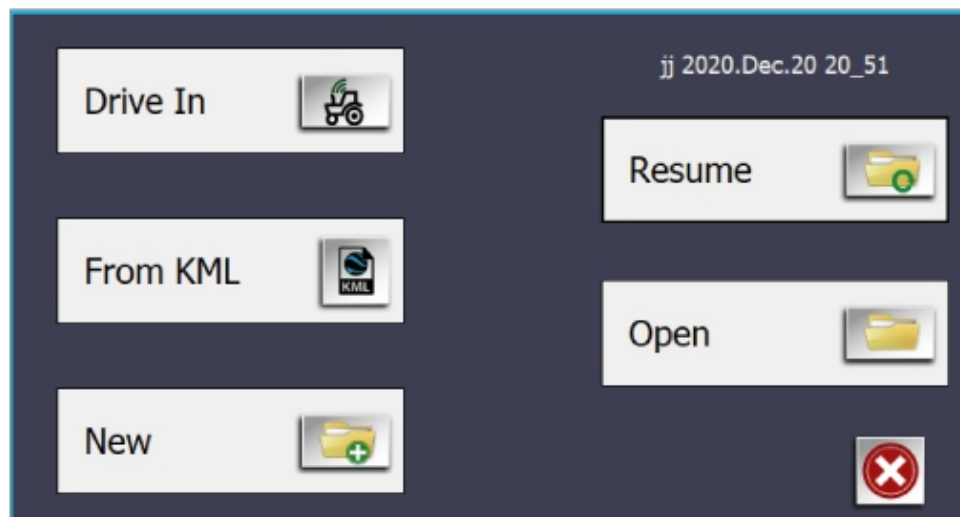 Drive In
From KML
KML
New
jj 2020.Dec.20 20_51
Resume
Open